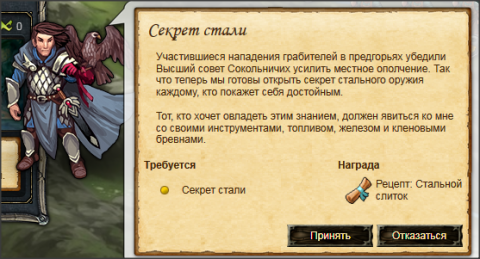 0
Секрет стали
Участившиеся нападения грабителей в предгорьях убедили
Высший совет Сокольничих усилить местное ополчение. Так
что теперь мы готовы открыть секрет стального оружия
каждому, кто покажет себя достойным.
Тот, кто хочет овладеть этим знанием, должен явиться ко мне
со своими инструментами, топливом, железом и кленовыми
бревнами.
Требуется
Награда
Секрет стали
Рецепт: Стальной
слиток
Принять
Отказаться